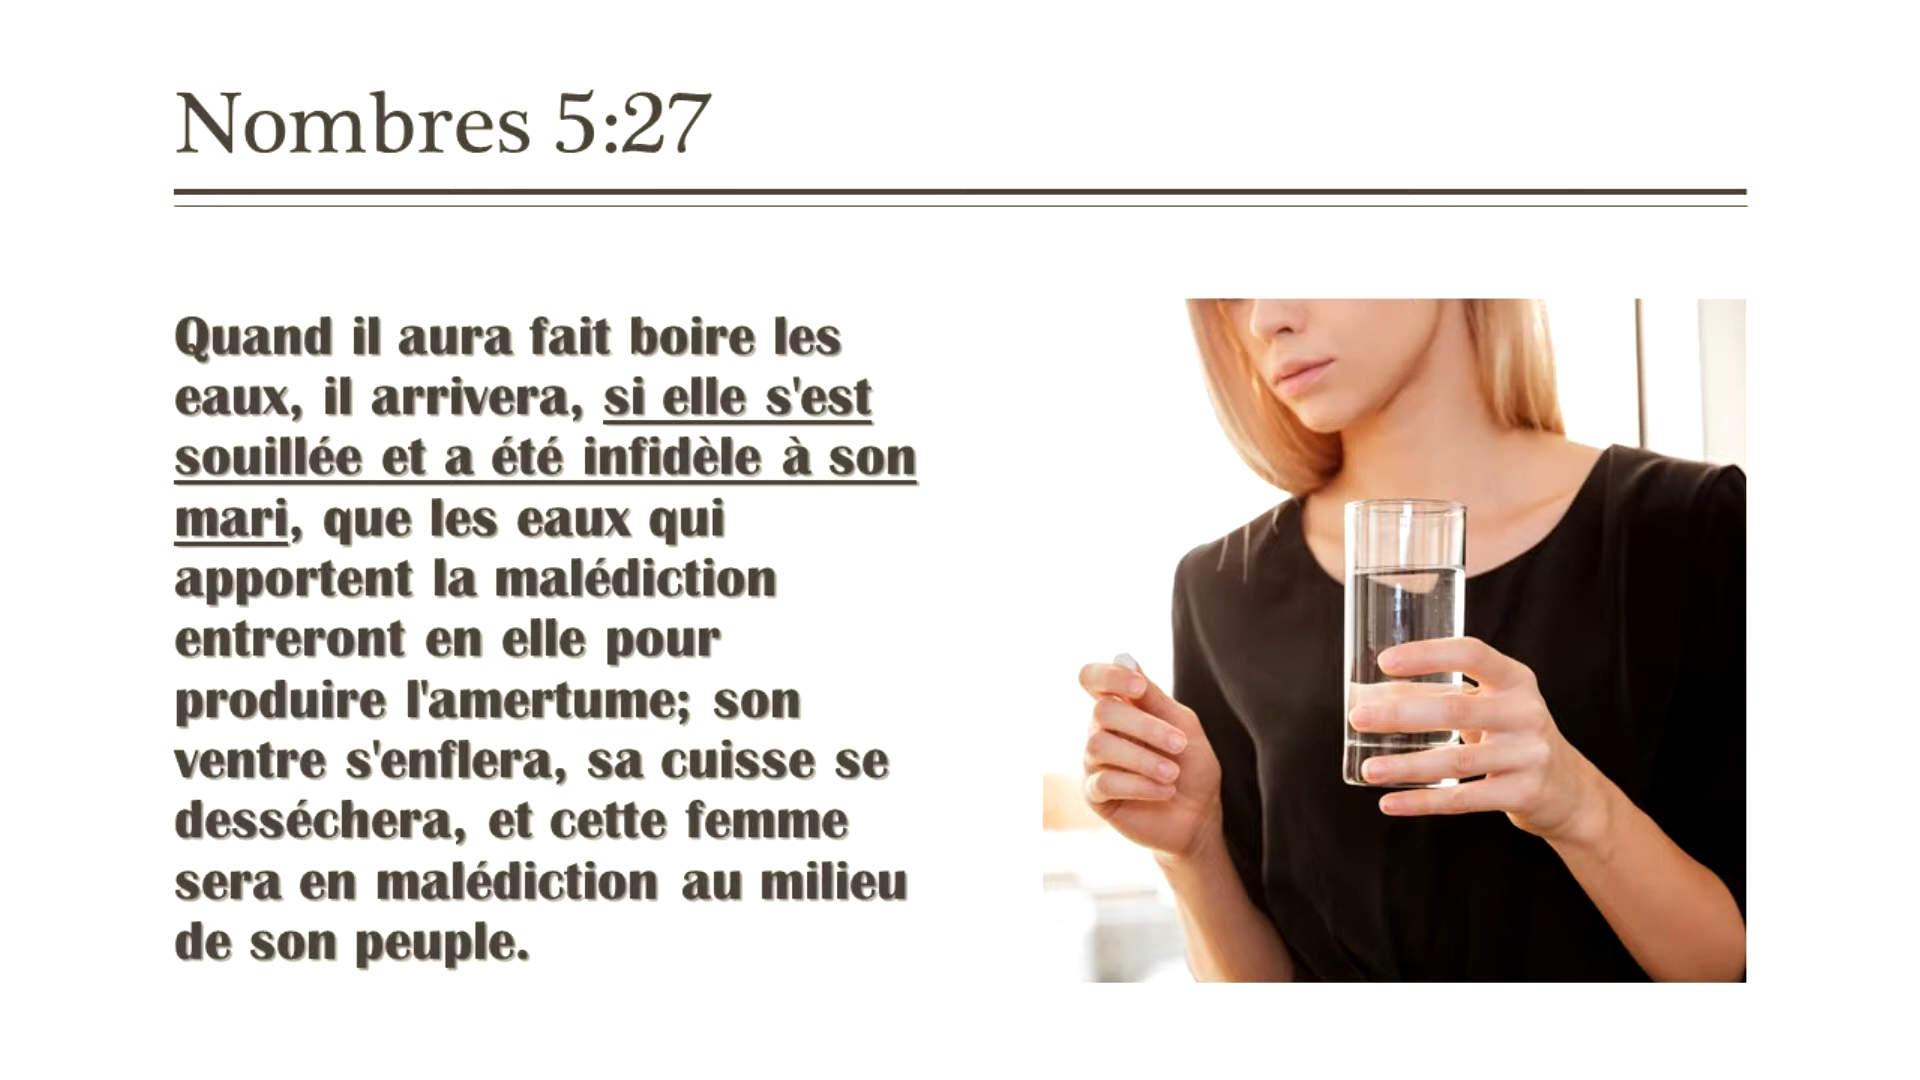 Nombres 5:27
Quand il aura fait boire les
eaux, il arrivera, si elle s'est
souillée et a été infidèle à son
mari, que les eaux qui
apportent la malédiction
entreront en elle pour
produire l'amertume; son
ventre s'enflera, sa cuisse se
desséchera, et cette femme
sera en malédiction au milieu
de son peuple.